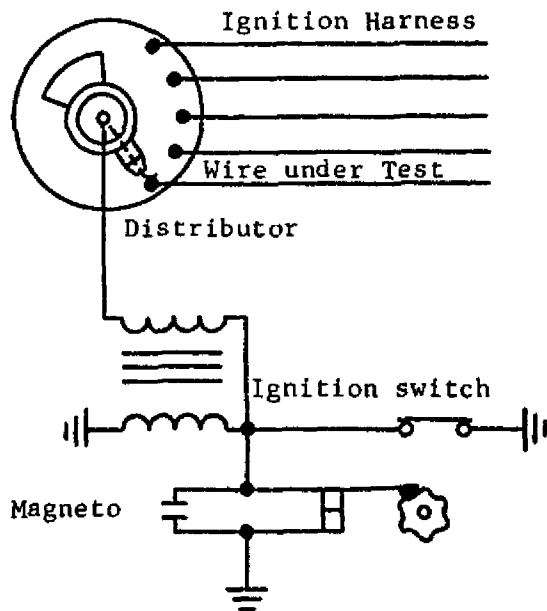 Ignition Harness
Wire under Test
Distributor
Ignition switch
Magneto